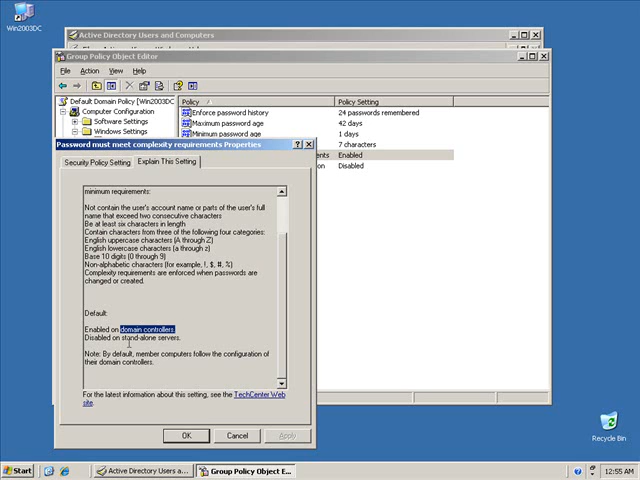 Win2003DC
Active Directory Users and Computers
Group Policy Object Editor
File Action View Help
Default Domain Policy [Win2003DC
Computer Configuration
Software Settings
Windows Settings
Policy Policy Setting
Enforce password history 24 passwords remembered
Maximum password age 42 days
Minimum password age 1 days
7 characters
ents Enabled
on Disabled
Password must meet complexity requirements Properties
Security Policy Setting Explain This Setting
minimum requirements:
Not contain the user's account name or parts of the user's full
name that exceed two consecutive characters
Be at least six characters in length
Contain characters from three of the following four categories:
English uppercase characters (A through Z)
English lowercase characters (a through z)
Base 10 digits (0 through 9)
Non-alphabetic characters (for example, !, $, #, %)
Complexity requirements are enforced when passwords are
changed or created.
Default:
Enabled on domain controllers.
Disabled on stand-alone servers.
Note: By default, member computers follow the configuration of
their domain controllers.
For the latest information about this setting, see the TechCenter Web
site.
OK Cancel Apply
Recycle Bin
Start Active Directory Users a... Group Policy Object E... 12:55 AM